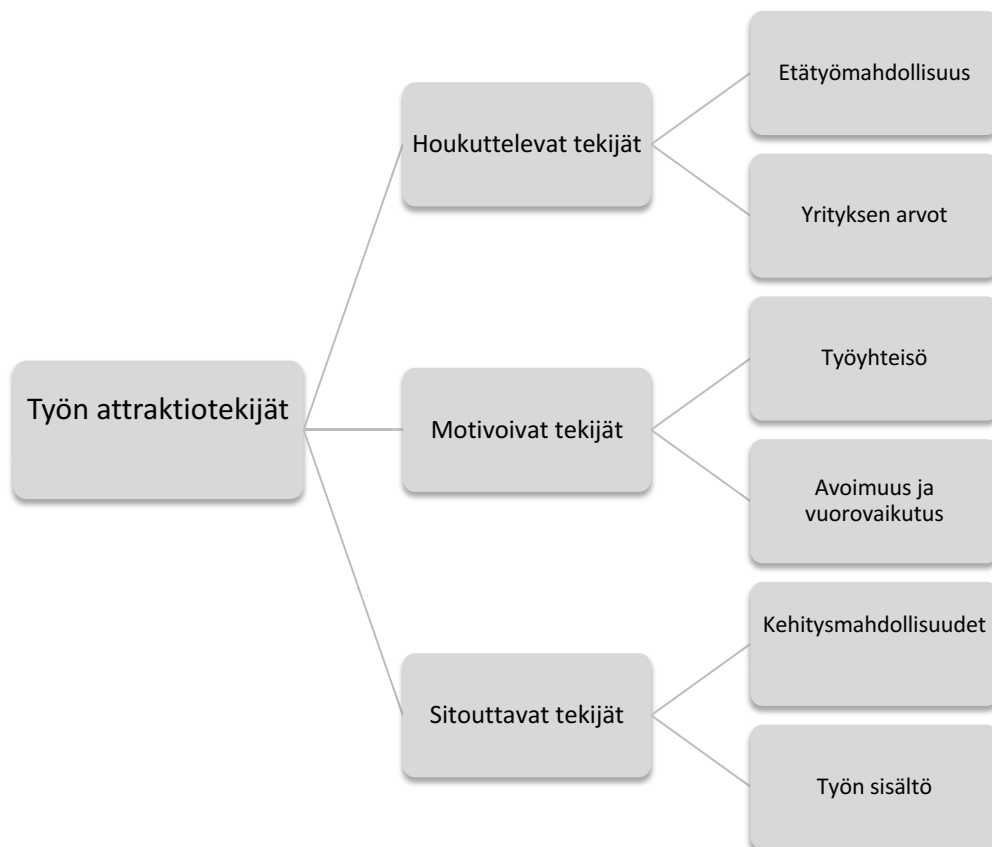 Työn attraktiotekijät
Houkuttelevat tekijät
Etätyömahdollisuus
Yrityksen arvot
Motivoivat tekijät
Työyhteisö
Avoimuus ja
vuorovaikutus
Sitouttavat tekijät
Kehitysmahdollisuudet
Työn sisältö